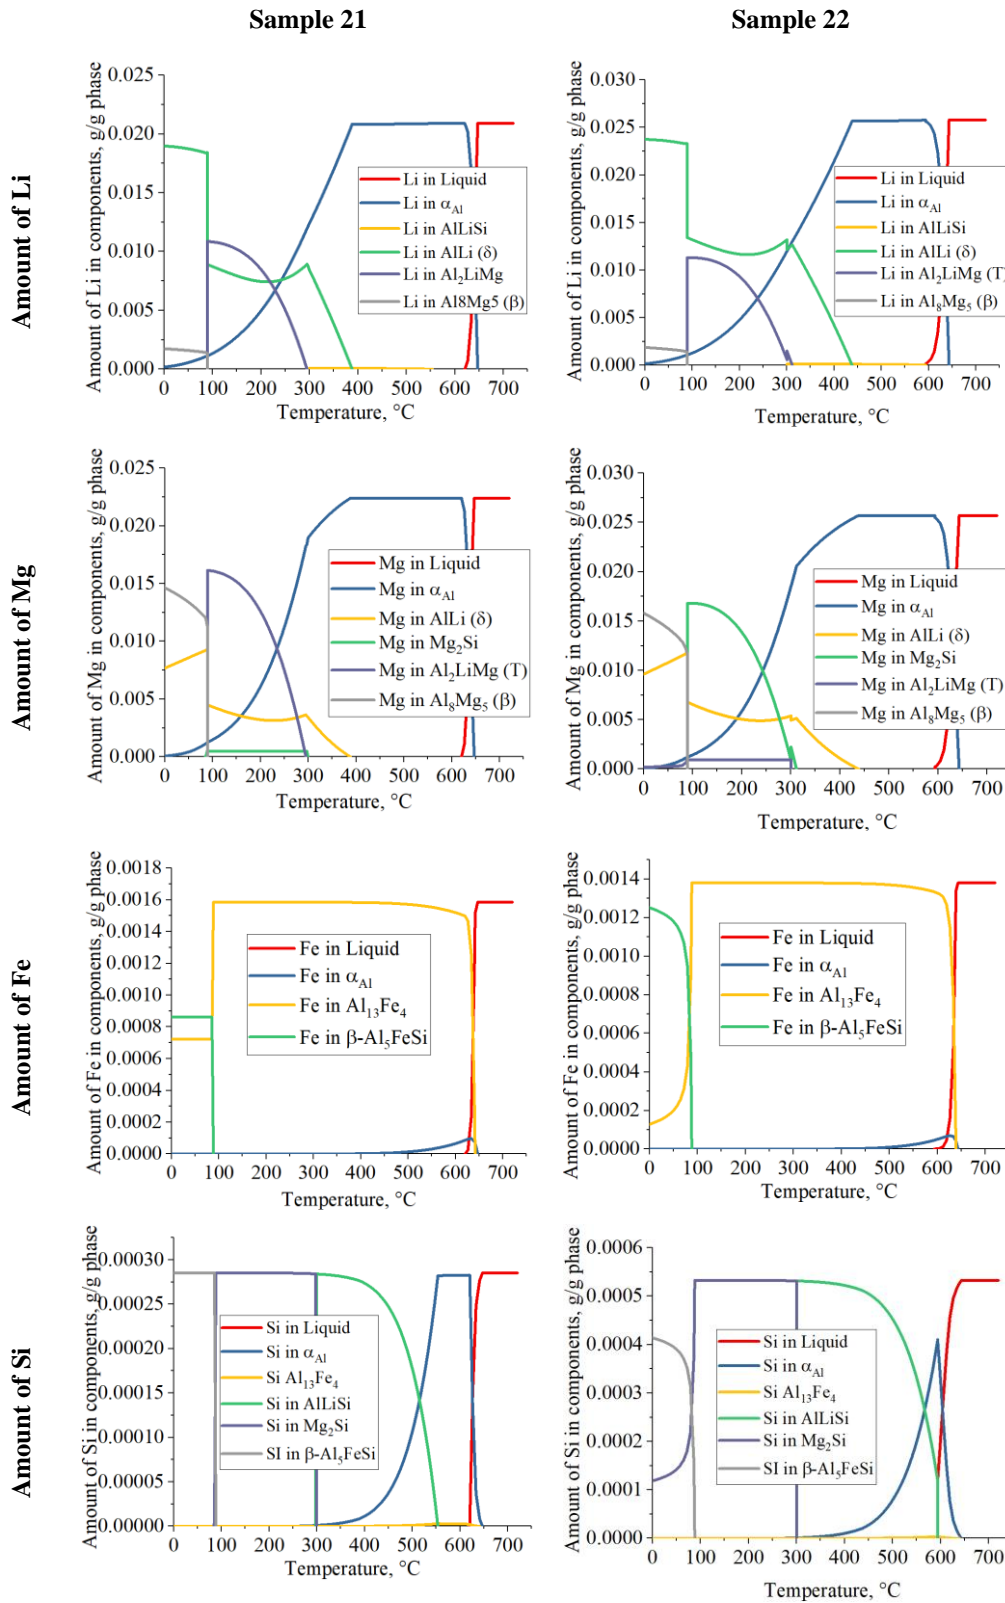 Sample 21
Sample 22
Amount of Li
Amount of Li in components, g/g phase
0.025
0.020
0.015
0.010
0.005
0.000
Li in Liquid
Li in αAl
Li in AlLiSi
Li in AlLi (δ)
Li in Al2LiMg
Li in Al8Mg5 (β)
0 100 200 300 400 500 600 700
Temperature, °C
Amount of Li in components, g/g phase
0.030
0.025
0.020
0.015
0.010
0.005
0.000
Li in Liquid
Li in αAl
Li in AlLiSi
Li in AlLi (δ)
Li in Al2LiMg (T)
Li in Al8Mg5 (β)
0 100 200 300 400 500 600 700
Temperature, °C
Amount of Mg
Amount of Mg in components, g/g phase
0.025
0.020
0.015
0.010
0.005
0.000
Mg in Liquid
Mg in αAl
Mg in AlLi (δ)
Mg in Mg2Si
Mg in Al2LiMg (T)
Mg in Al8Mg5 (β)
0 100 200 300 400 500 600 700
Temperature, °C
Amount of Mg in components, g/g phase
0.030
0.025
0.020
0.015
0.010
0.005
0.000
Mg in Liquid
Mg in αAl
Mg in AlLi (δ)
Mg in Mg2Si
Mg in Al2LiMg (T)
Mg in Al8Mg5 (β)
0 100 200 300 400 500 600 700
Temperature, °C
Amount of Fe
Amount of Fe in components, g/g phase
0.0018
0.0016
0.0014
0.0012
0.0010
0.0008
0.0006
0.0004
0.0002
0.0000
Fe in Liquid
Fe in αAl
Fe in Al13Fe4
Fe in β-Al5FeSi
0 100 200 300 400 500 600 700
Temperature, °C
Amount of Fe in components, g/g phase
0.0014
0.0012
0.0010
0.0008
0.0006
0.0004
0.0002
0.0000
Fe in Liquid
Fe in αAl
Fe in Al13Fe4
Fe in β-Al5FeSi
0 100 200 300 400 500 600 700
Temperature, °C
Amount of Si
Amount of Si in components, g/g phase
0.00030
0.00025
0.00020
0.00015
0.00010
0.00005
0.00000
Si in Liquid
Si in αAl
Si Al13Fe4
Si in AlLiSi
Si in Mg2Si
SI in β-Al5FeSi
0 100 200 300 400 500 600 700
Temperature, °C
Amount of Si in components, g/g phase
0.0006
0.0005
0.0004
0.0003
0.0002
0.0001
0.0000
Si in Liquid
Si in αAl
Si Al13Fe4
Si in AlLiSi
Si in Mg2Si
SI in β-Al5FeSi
0 100 200 300 400 500 600 700
Temperature, °C